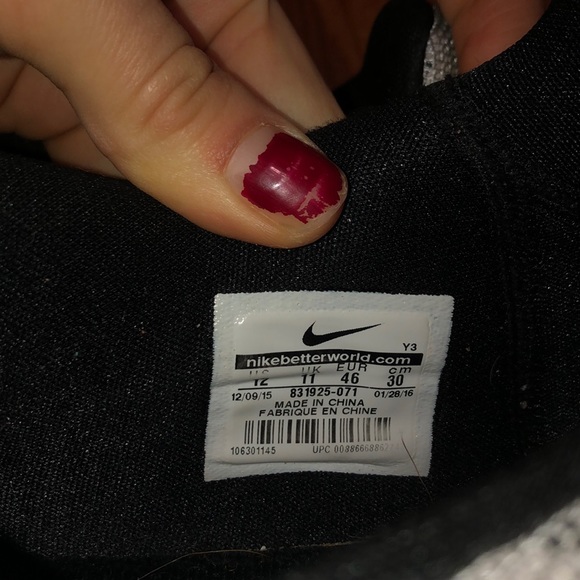 Y3
nikebetterworld.com
UK EUR cm
12 11 46 30
12/09/15 831925-071 01/28/16
MADE IN CHINA
FABRIQUE EN CHINE
106301145 UPC